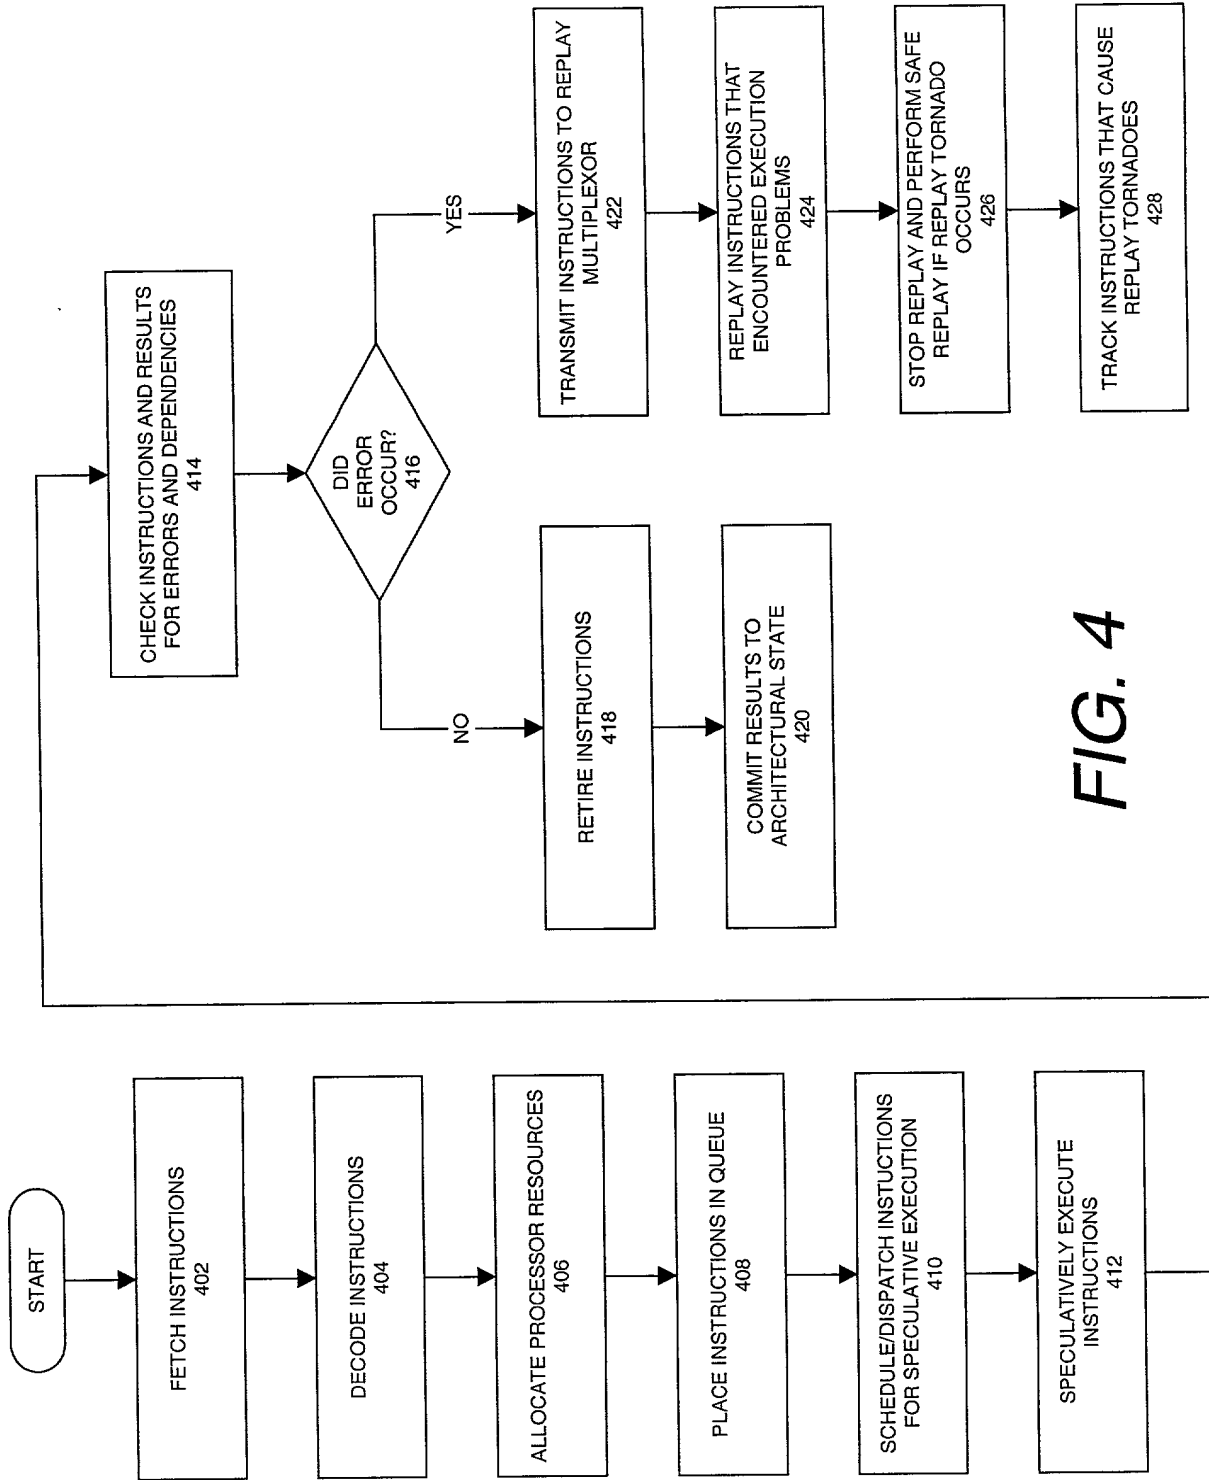 START
FETCH INSTRUCTIONS
402
DECODE INSTRUCTIONS
404
ALLOCATE PROCESSOR RESOURCES
406
PLACE INSTRUCTIONS IN QUEUE
408
SCHEDULE/DISPATCH INSTUCTIONS
FOR SPECULATIVE EXECUTION
410
SPECULATIVELY EXECUTE
INSTRUCTIONS
412
CHECK INSTRUCTIONS AND RESULTS
FOR ERRORS AND DEPENDENCIES
414
DID
ERROR
OCCUR?
416
NO
RETIRE INSTRUCTIONS
418
COMMIT RESULTS TO
ARCHITECTURAL STATE
420
YES
TRANSMIT INSTRUCTIONS TO REPLAY
MULTIPLEXOR
422
REPLAY INSTRUCTIONS THAT
ENCOUNTERED EXECUTION
PROBLEMS
424
STOP REPLAY AND PERFORM SAFE
REPLAY IF REPLAY TORNADO
OCCURS
426
TRACK INSTRUCTIONS THAT CAUSE
REPLAY TORNADOES
428
FIG. 4